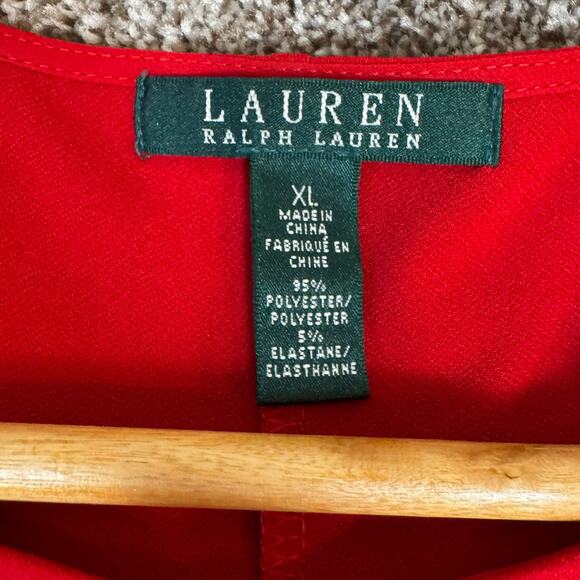 LAUREN
RALPH LAUREN
XL
MADE IN
CHINA
FABRIQUÉ EN
CHINE
95%
POLYESTER/
POLYESTER
5%
ELASTANE/
ELASTHANNE